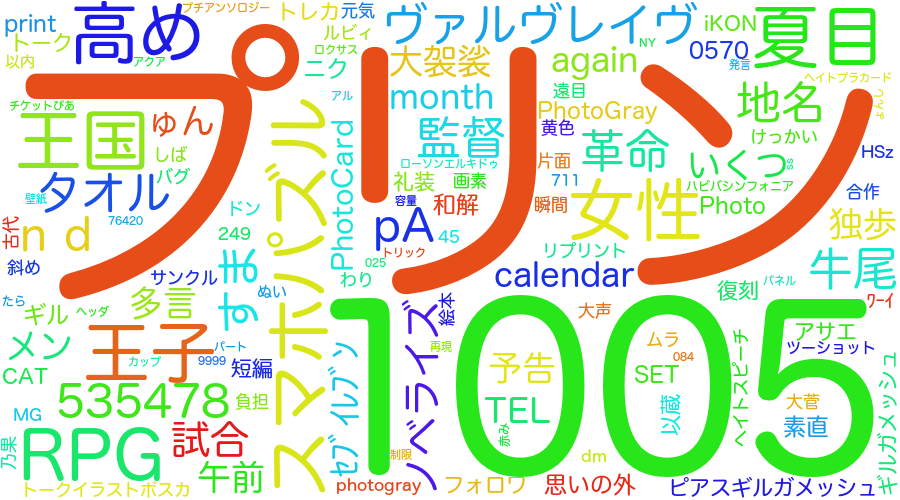 print
高め
プチアンソロジー
トレカ
元気
ヴァルヴレイヴ
iKON
夏目
トーク
ルビィ
NY
0570
以内
アクア
ロクサス
大袈裟
again
発言
ヘイトプラカード
プリン
ニク
アル
month
遠目
PhotoGray
地名
チケットぴあ
王国
ゅん
スマホパズル
PhotoCard
監督
黄色
革命
けっかい
しば
ローソンエルキドゥ
片面
いくつ
ss
HSz
タオル
バグ
礼装
画素
711
ハピバシンフォニア
合作
壁紙
76420
ドン
容量
和解
瞬間
女性
Photo
独歩
古代
nd
249
pA
45
トリック
リプリント
斜め
サンクル
すま
025
わり
calendar
復刻
パネル
牛尾
たら
ギル
ヘッダ
多言
ぬい
1005
ノベライズ
絵本
大声
ワーイ
メン
王子
パート
カップ
9999
短編
セブイレブン
再現
予告
ムラ
084
ヘイトスピーチ
アサエ
ツーショット
CAT
535478
負担
SET
MG
TEL
以蔵
大菅
素直
ギルガメッシュ
乃果
RPG
試合
午前
制限
赤み
dm
トークイラストボスカ
photogray
フォロワ
思いの外
ピアスギルガメッシュ